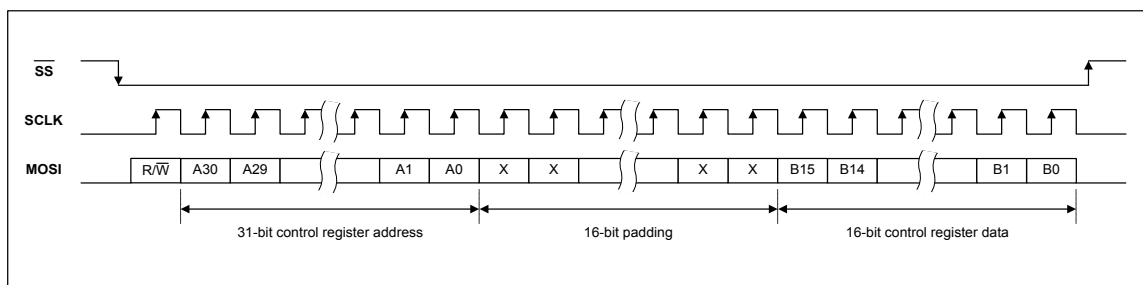 SS
SCLK
MOSI R/W A30 A29 A1 A0 X X X X B15 B14 B1 B0
31-bit control register address 16-bit padding 16-bit control register data